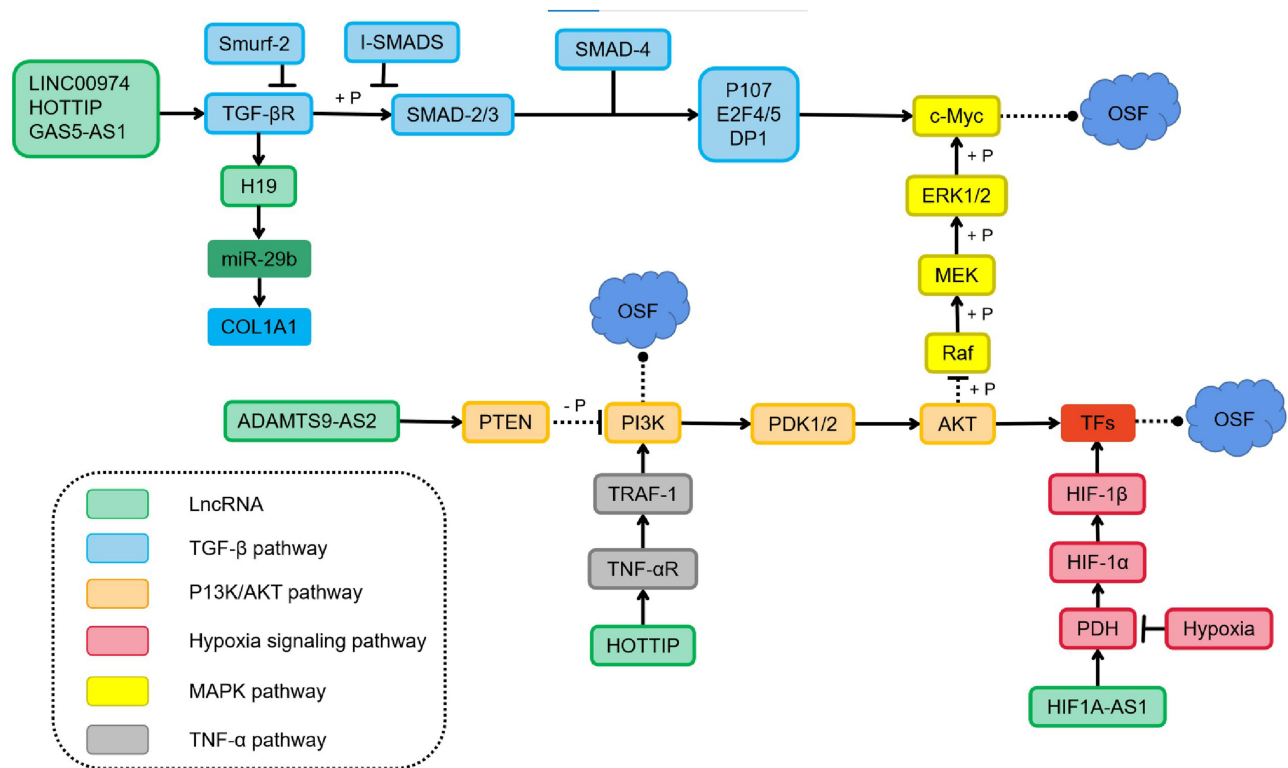 Smurf-2
I-SMADS
SMAD-4
LINC00974
HOTTIP
GAS5-AS1
TGF-βR
+ P
SMAD-2/3
P107
E2F4/5
DP1
c-Myc
OSF
+ P
H19
ERK1/2
+ P
miR-29b
MEK
OSF
+ P
COL1A1
Raf
+ P
ADAMTS9-AS2
PTEN
- P
PI3K
PDK1/2
AKT
TFs
OSF
TRAF-1
HIF-1β
TNF-αR
HIF-1α
HOTTIP
PDH
Hypoxia
HIF1A-AS1
LncRNA
TGF-β pathway
P13K/AKT pathway
Hypoxia signaling pathway
MAPK pathway
TNF-α pathway